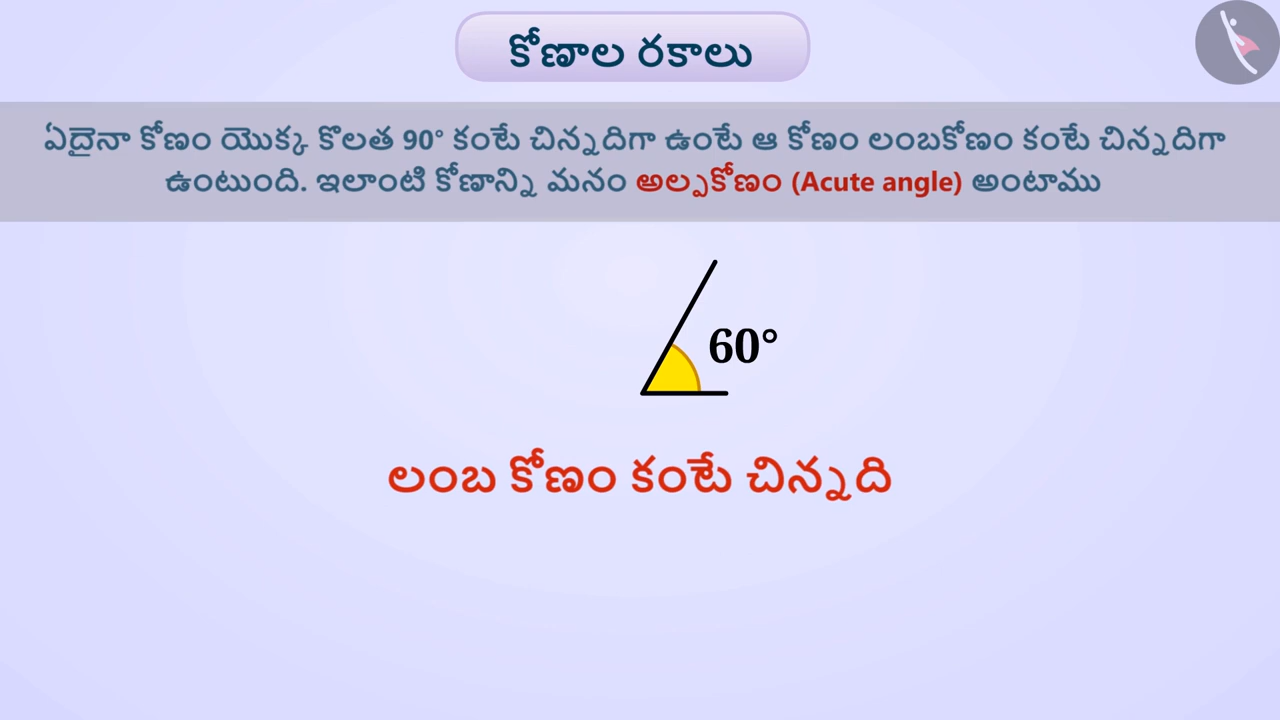 కోణాల రకాలు
ఏదైనా కోణం యొక్క కొలత 90° కంటే చిన్నదిగా ఉంటే ఆ కోణం లంబకోణం కంటే చిన్నదిగా
ఉంటుంది. ఇలాంటి కోణాన్ని మనం అల్పకోణం (Acute angle) అంటాము
60°
లంబ కోణం కంటే చిన్నది